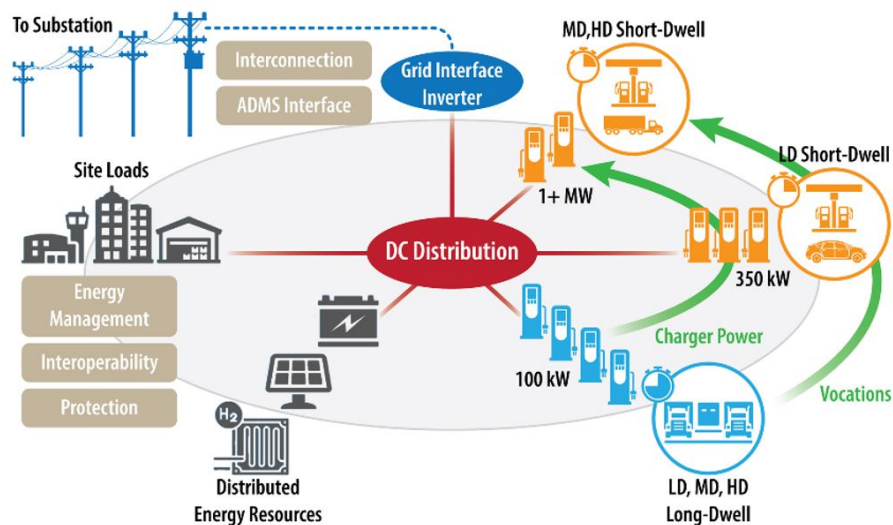 To Substation
Interconnection
ADMS Interface
Grid Interface
Inverter
MD,HD Short-Dwell
LD Short-Dwell
Site Loads
1+ MW
DC Distribution
350 kW
Energy
Management
Interoperability
Protection
Charger Power
100 kW
Vocations
H2
Distributed
Energy Resources
LD, MD, HD
Long-Dwell